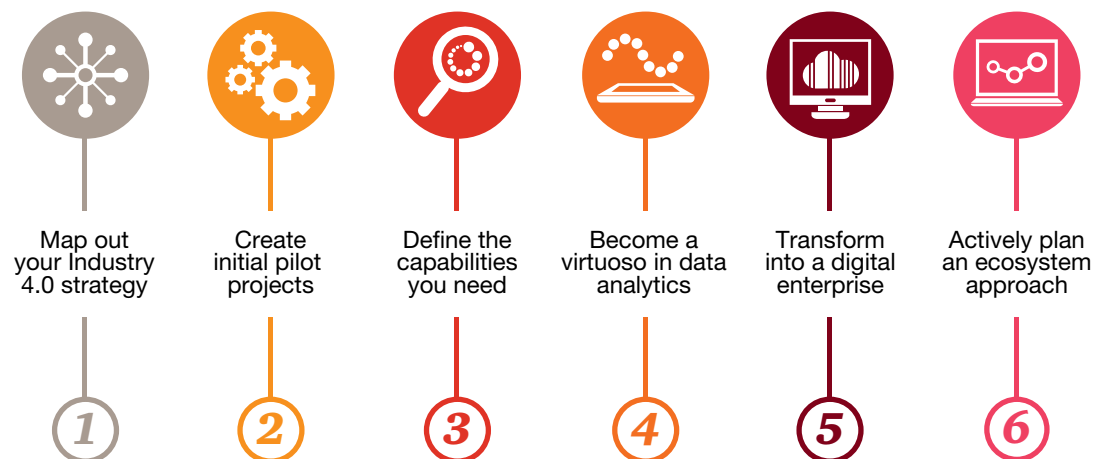 Map out
your Industry
4.0 strategy
1
Create
initial pilot
projects
2
Define the
capabilities
you need
3
Become a
virtuoso in data
analytics
4
Transform
into a digital
enterprise
5
Actively plan
an ecosystem
approach
6